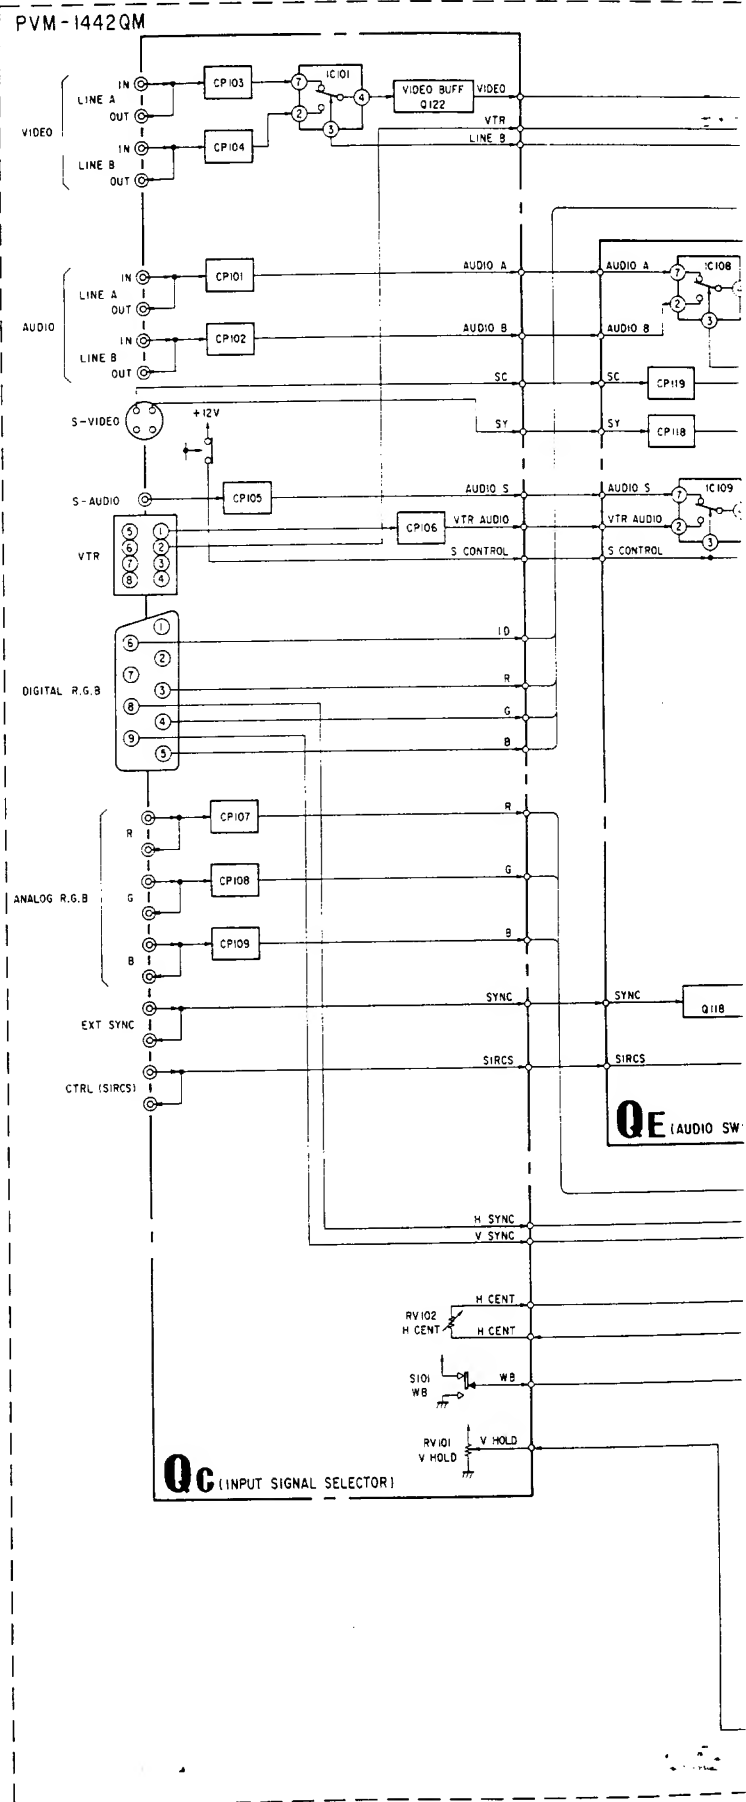 PVM-1442QM
VIDEO
LINE A
IN
OUT
LINE B
IN
OUT
CP103
CP104
IC101
7
2
3
4
VIDEO BUFF
Q122
VIDEO
VTR
LINE B
AUDIO
LINE A
IN
OUT
LINE B
IN
OUT
CP101
CP102
AUDIO A
AUDIO A
AUDIO B
AUDIO B
IC108
7
2
3
SC
SC
CP119
S-VIDEO
+12V
SY
SY
CP118
S-AUDIO
CP105
AUDIO S
AUDIO S
IC109
7
2
3
VTR
5 1
6 2
7 3
8 4
CP106
VTR AUDIO
VTR AUDIO
S CONTROL
S CONTROL
DIGITAL R.G.B
1
6
2
7
3
8
4
9
5
ID
R
G
B
ANALOG R.G.B
R
G
B
CP107
CP108
CP109
R
G
B
EXT SYNC
SYNC
SYNC
Q118
CTRL (SIRCS)
SIRCS
SIRCS
QE (AUDIO SW
H SYNC
V SYNC
RV102
H CENT
H CENT
H CENT
S101
WB
WB
RV101
V HOLD
V HOLD
QC (INPUT SIGNAL SELECTOR)